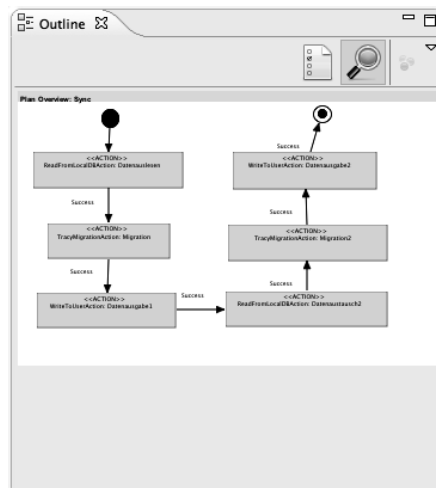 Outline
Plan Overview: Sync
<<ACTION>>
ReadFromLocalDBAction: Datenauslesen
Success
<<ACTION>>
TracyMigrationAction: Migration
Success
<<ACTION>>
WriteToUserAction: Datenausgabe1
Success
<<ACTION>>
ReadFromLocalDBAction: Datenaustausch2
Success
<<ACTION>>
TracyMigrationAction: Migration2
Success
<<ACTION>>
WriteToUserAction: Datenausgabe2
Success